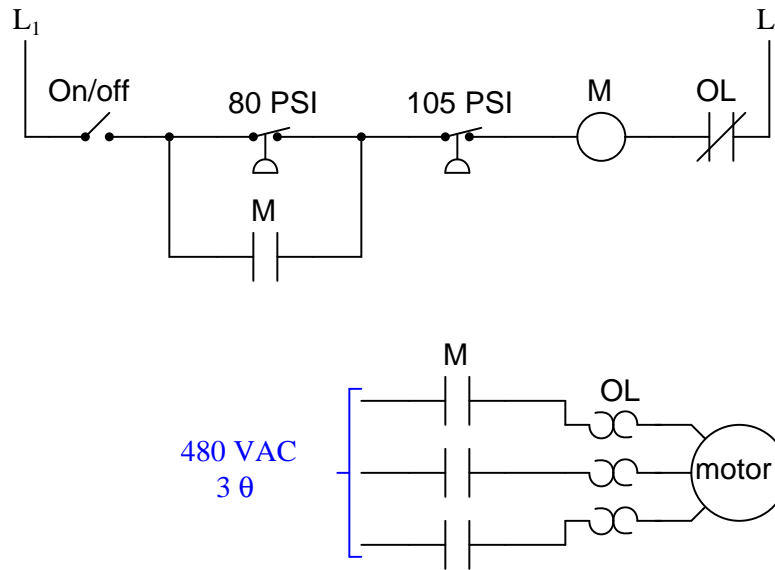 L₁ L
On/off 80 PSI 105 PSI M OL
M
M
OL
480 VAC
3 θ
motor